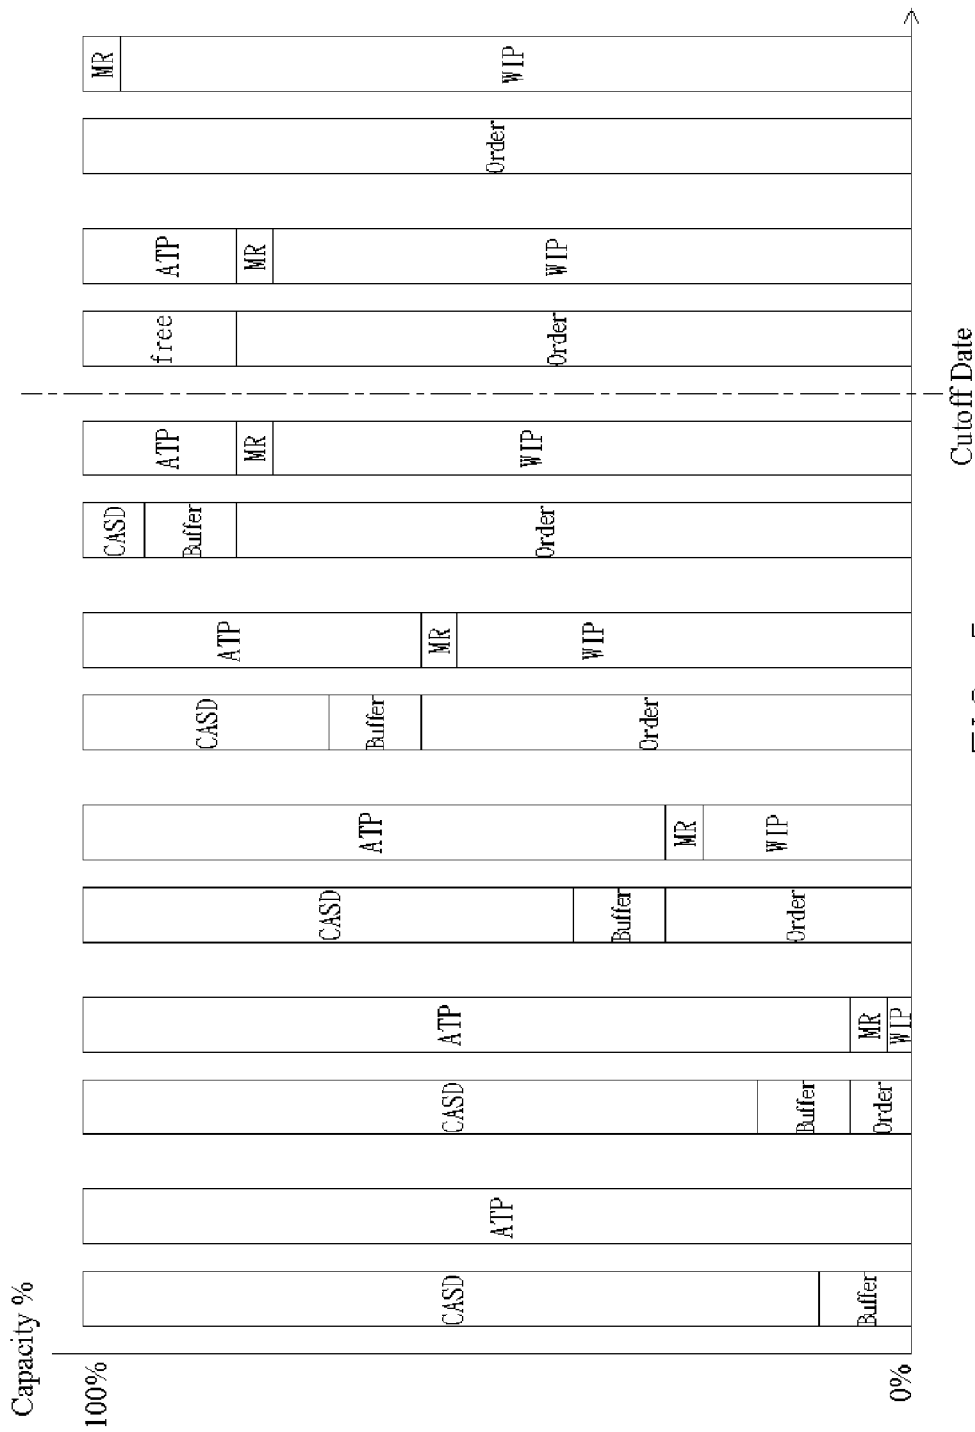 Capacity %
100%
0%
CASD
Buffer
ATP
CASD
Buffer
Order
ATP
MR
WIP
CASD
Buffer
Order
ATP
MR
WIP
CASD
Buffer
Order
ATP
MR
WIP
CASD
Buffer
Order
ATP
MR
WIP
free
Order
ATP
MR
WIP
Order
MR
WIP
Cutoff Date